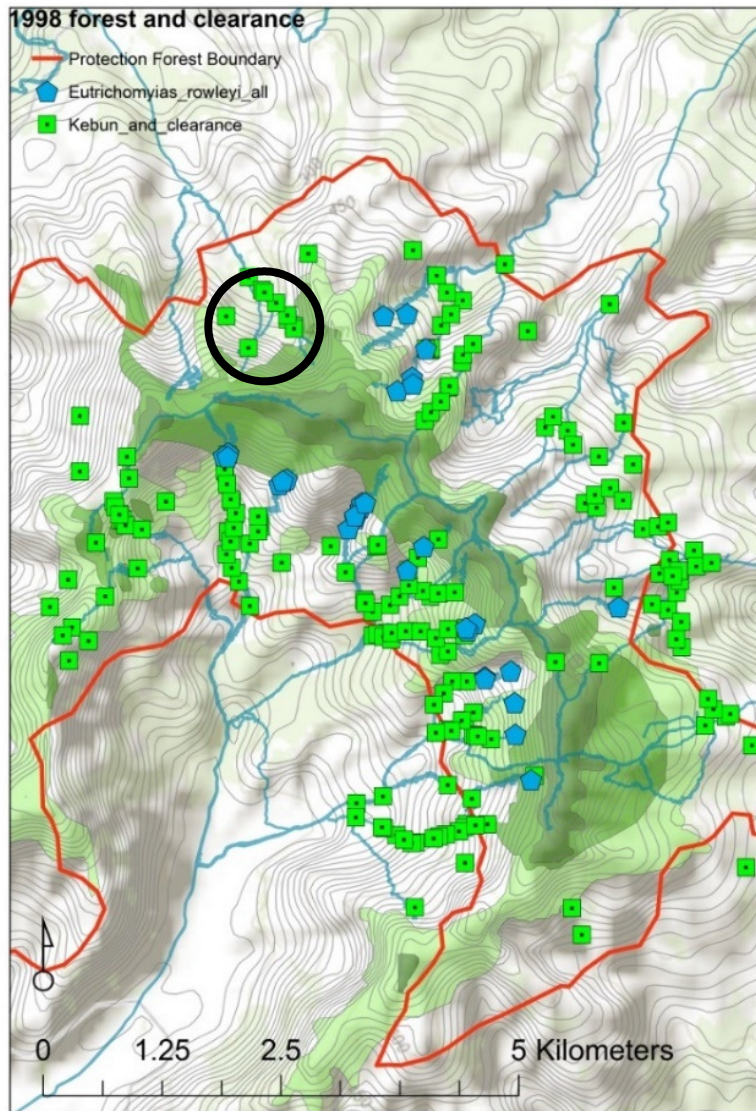 1998 forest and clearance
Protection Forest Boundary
Eutrichomyias_rowleyi_all
Kebun_and_clearance
0 1.25 2.5 5 Kilometers